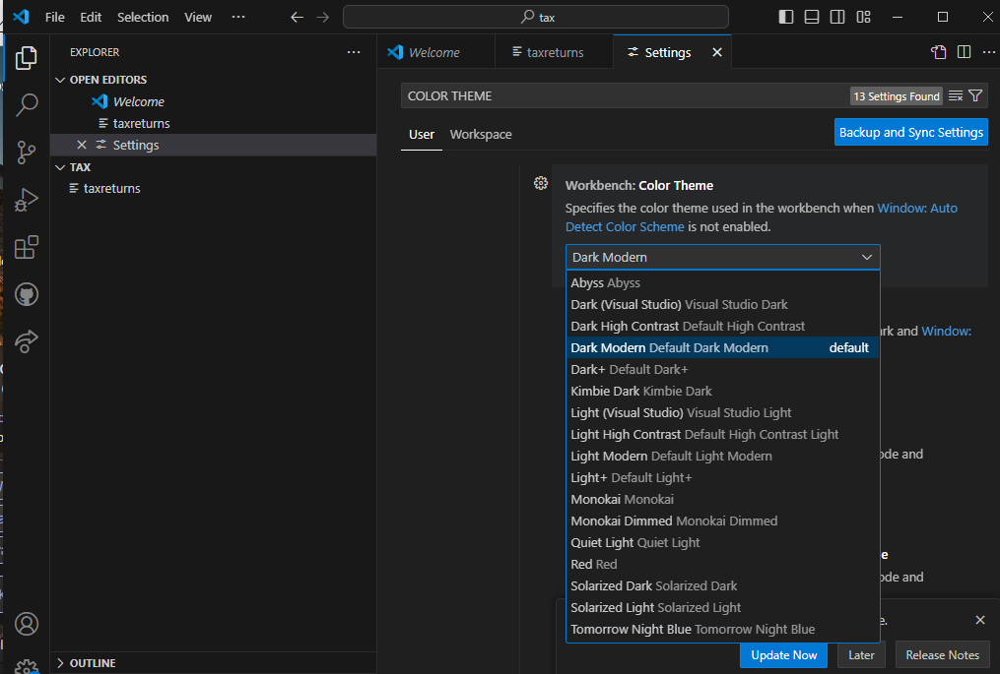 File Edit Selection View ··· tax
EXPLORER ···
OPEN EDITORS
Welcome
taxreturns
Settings
TAX
taxreturns
OUTLINE
Welcome taxreturns Settings
COLOR THEME 13 Settings Found
User Workspace Backup and Sync Settings
Workbench: Color Theme
Specifies the color theme used in the workbench when Window: Auto
Detect Color Scheme is not enabled.
Dark Modern
Abyss Abyss
Dark (Visual Studio) Visual Studio Dark
Dark High Contrast Default High Contrast
Dark Modern Default Dark Modern default
Dark+ Default Dark+
Kimbie Dark Kimbie Dark
Light (Visual Studio) Visual Studio Light
Light High Contrast Default High Contrast Light
Light Modern Default Light Modern
Light+ Default Light+
Monokai Monokai
Monokai Dimmed Monokai Dimmed
Quiet Light Quiet Light
Red Red
Solarized Dark Solarized Dark
Solarized Light Solarized Light
Tomorrow Night Blue Tomorrow Night Blue
and Window:
and
and
Update Now Later Release Notes